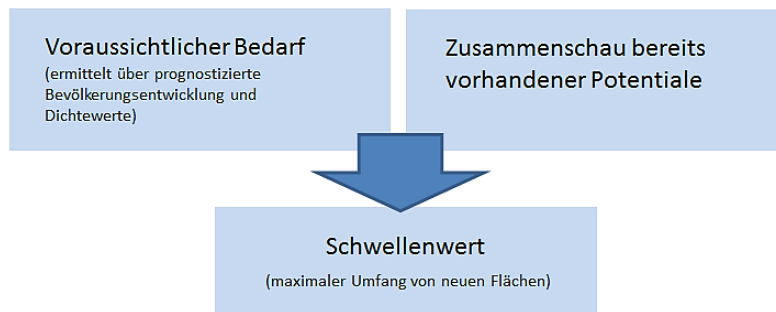 Voraussichtlicher Bedarf
(ermittelt über prognostizierte
Bevölkerungsentwicklung und
Dichtewerte)
Zusammenschau bereits
vorhandener Potentiale
Schwellenwert
(maximaler Umfang von neuen Flächen)